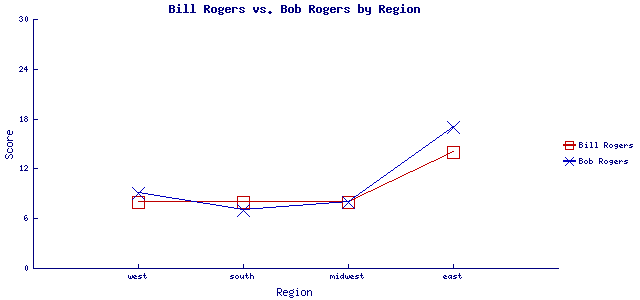 Bill Rogers vs. Bob Rogers by Region
30
24
18
12
6
0
Score
west south midwest east
Region
Bill Rogers
Bob Rogers